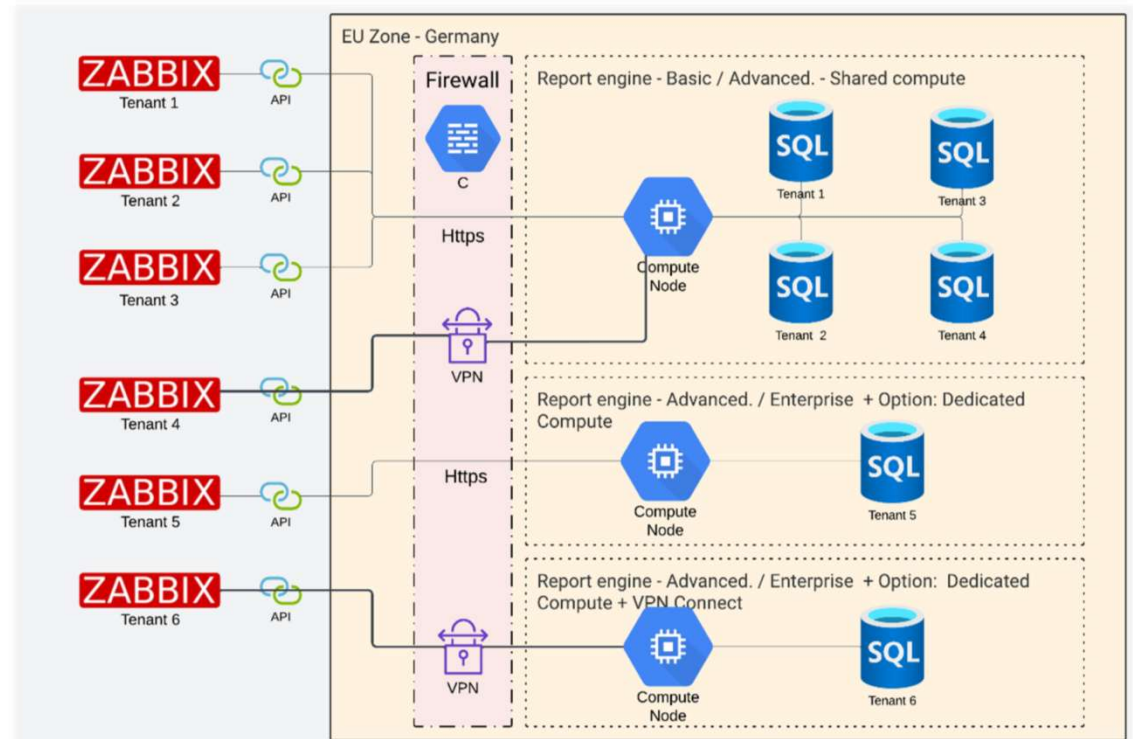 EU Zone - Germany
ZABBIX
Tenant 1
API
ZABBIX
Tenant 2
API
ZABBIX
Tenant 3
API
ZABBIX
Tenant 4
API
ZABBIX
Tenant 5
API
ZABBIX
Tenant 6
API
Firewall
C
Https
VPN
Https
VPN
Report engine - Basic / Advanced. - Shared compute
Compute
Node
SQL
Tenant 1
SQL
Tenant 3
SQL
Tenant 2
SQL
Tenant 4
Report engine - Advanced. / Enterprise + Option: Dedicated
Compute
Compute
Node
SQL
Tenant 5
Report engine - Advanced. / Enterprise + Option: Dedicated
Compute + VPN Connect
Compute
Node
SQL
Tenant 6